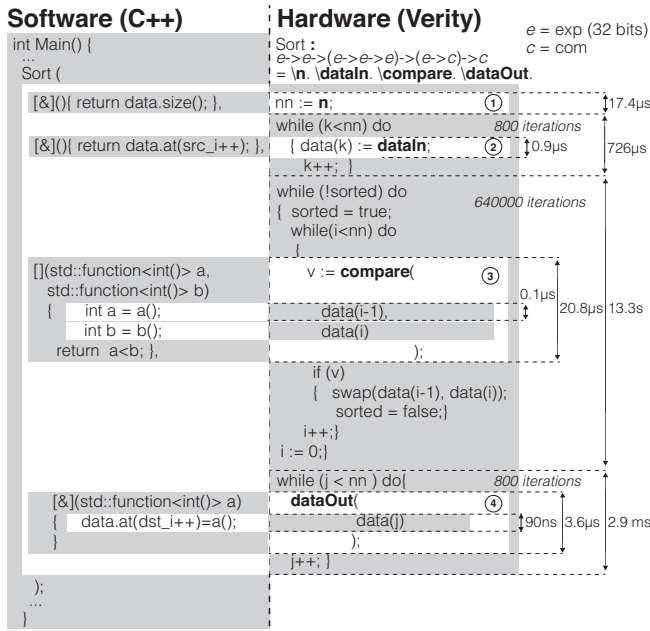 Software (C++)
Hardware (Verity)
e = exp (32 bits)
c = com
int Main() {
...
Sort (
Sort :
e->e->(e->e->e)->(e->c)->c
= \n. \dataIn. \compare. \dataOut.
[&](){ return data.size(); },
nn := n;
1
17.4µs
while (k<nn) do
800 iterations
[&](){ return data.at(src_i++); },
{ data(k) := dataIn;
2
0.9µs
726µs
k++; }
while (!sorted) do
640000 iterations
{ sorted = true;
while(i<nn) do
{
[](std::function<int()> a,
v := compare(
3
std::function<int()> b)
{ int a = a();
data(i-1),
0.1µs
20.8µs
13.3s
int b = b();
data(i)
return a<b; },
);
if (v)
{ swap(data(i-1), data(i));
sorted = false;}
i++;}
i := 0;}
while (j < nn ) do{
800 iterations
[&](std::function<int()> a)
dataOut(
4
{ data.at(dst_i++)=a();
data(j)
90ns
3.6µs
2.9 ms
}
);
j++; }
);
...
}